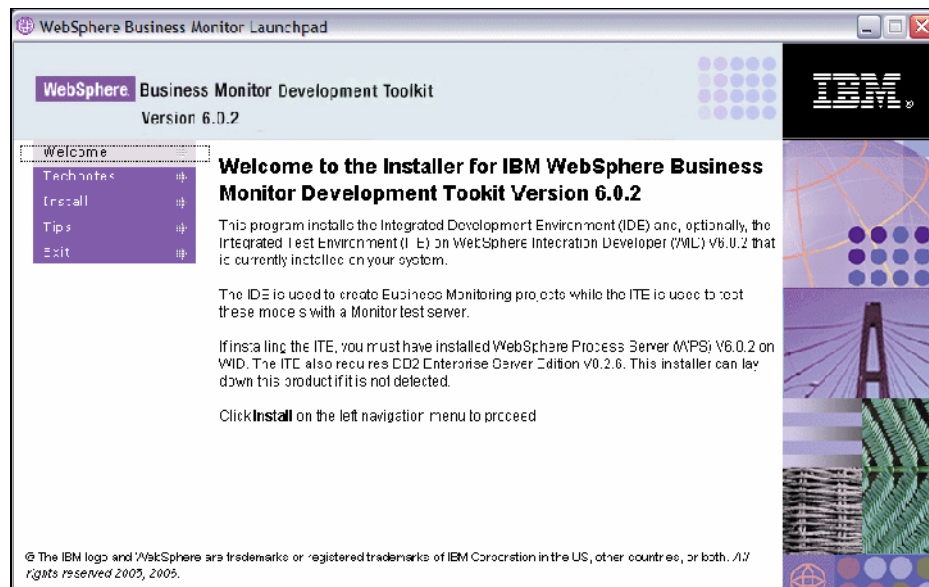 WebSphere Business Monitor Launchpad
WebSphere. Business Monitor Development Toolkit
Version 6.0.2
IBM
Welcome
Technotes
Install
Tips
Exit
Welcome to the Installer for IBM WebSphere Business
Monitor Development Tookit Version 6.0.2
This program installs the Integrated Development Environment (IDE) and, optionally, the
Integrated Test Environment (ITE) on WebSphere Integration Developer (WID) V6.0.2 that
is currently installed on your system.
The IDE is used to create Business Monitoring projects while the ITE is used to test
these models with a Monitor test server.
If installing the ITE, you must have installed WebSphere Process Server (WPS) V6.0.2 on
WID. The ITE also requires DB2 Enterprise Server Edition This installer can lay
down this product if it is not detected.
Click Install on the left navigation menu to proceed
© The IBM logo and WebSphere are trademarks or registered trademarks of IBM Corporation in the US, other countries, or both. All
rights reserved 2005, 2006.